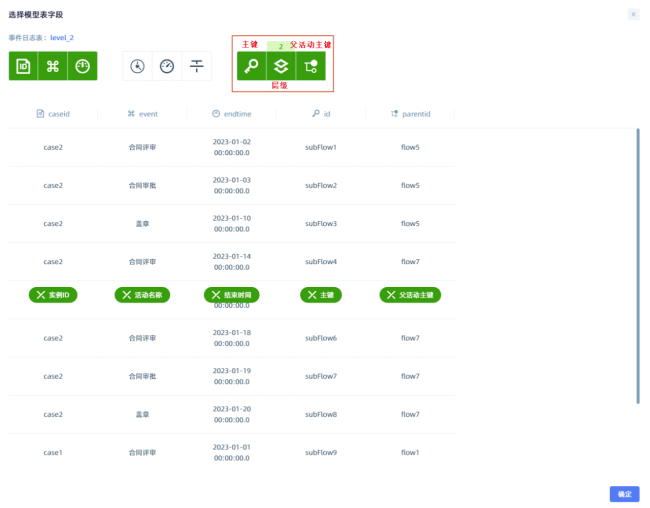 选择模型表字段
×
事件日志表：level_2
主键 2 父活动主键
ID
层级
caseid event endtime id parentid
case2 合同评审 2023-01-02 00:00:00.0 subFlow1 flow5
case2 合同审批 2023-01-03 00:00:00.0 subFlow2 flow5
case2 盖章 2023-01-10 00:00:00.0 subFlow3 flow5
case2 合同评审 2023-01-14 00:00:00.0 subFlow4 flow7
实例ID 活动名称 结束时间 主键 父活动主键
00:00:00.0
case2 合同评审 2023-01-18 00:00:00.0 subFlow6 flow7
case2 合同审批 2023-01-19 00:00:00.0 subFlow7 flow7
case2 盖章 2023-01-20 00:00:00.0 subFlow8 flow7
case1 合同评审 2023-01-01 00:00:00.0 subFlow9 flow1
确定